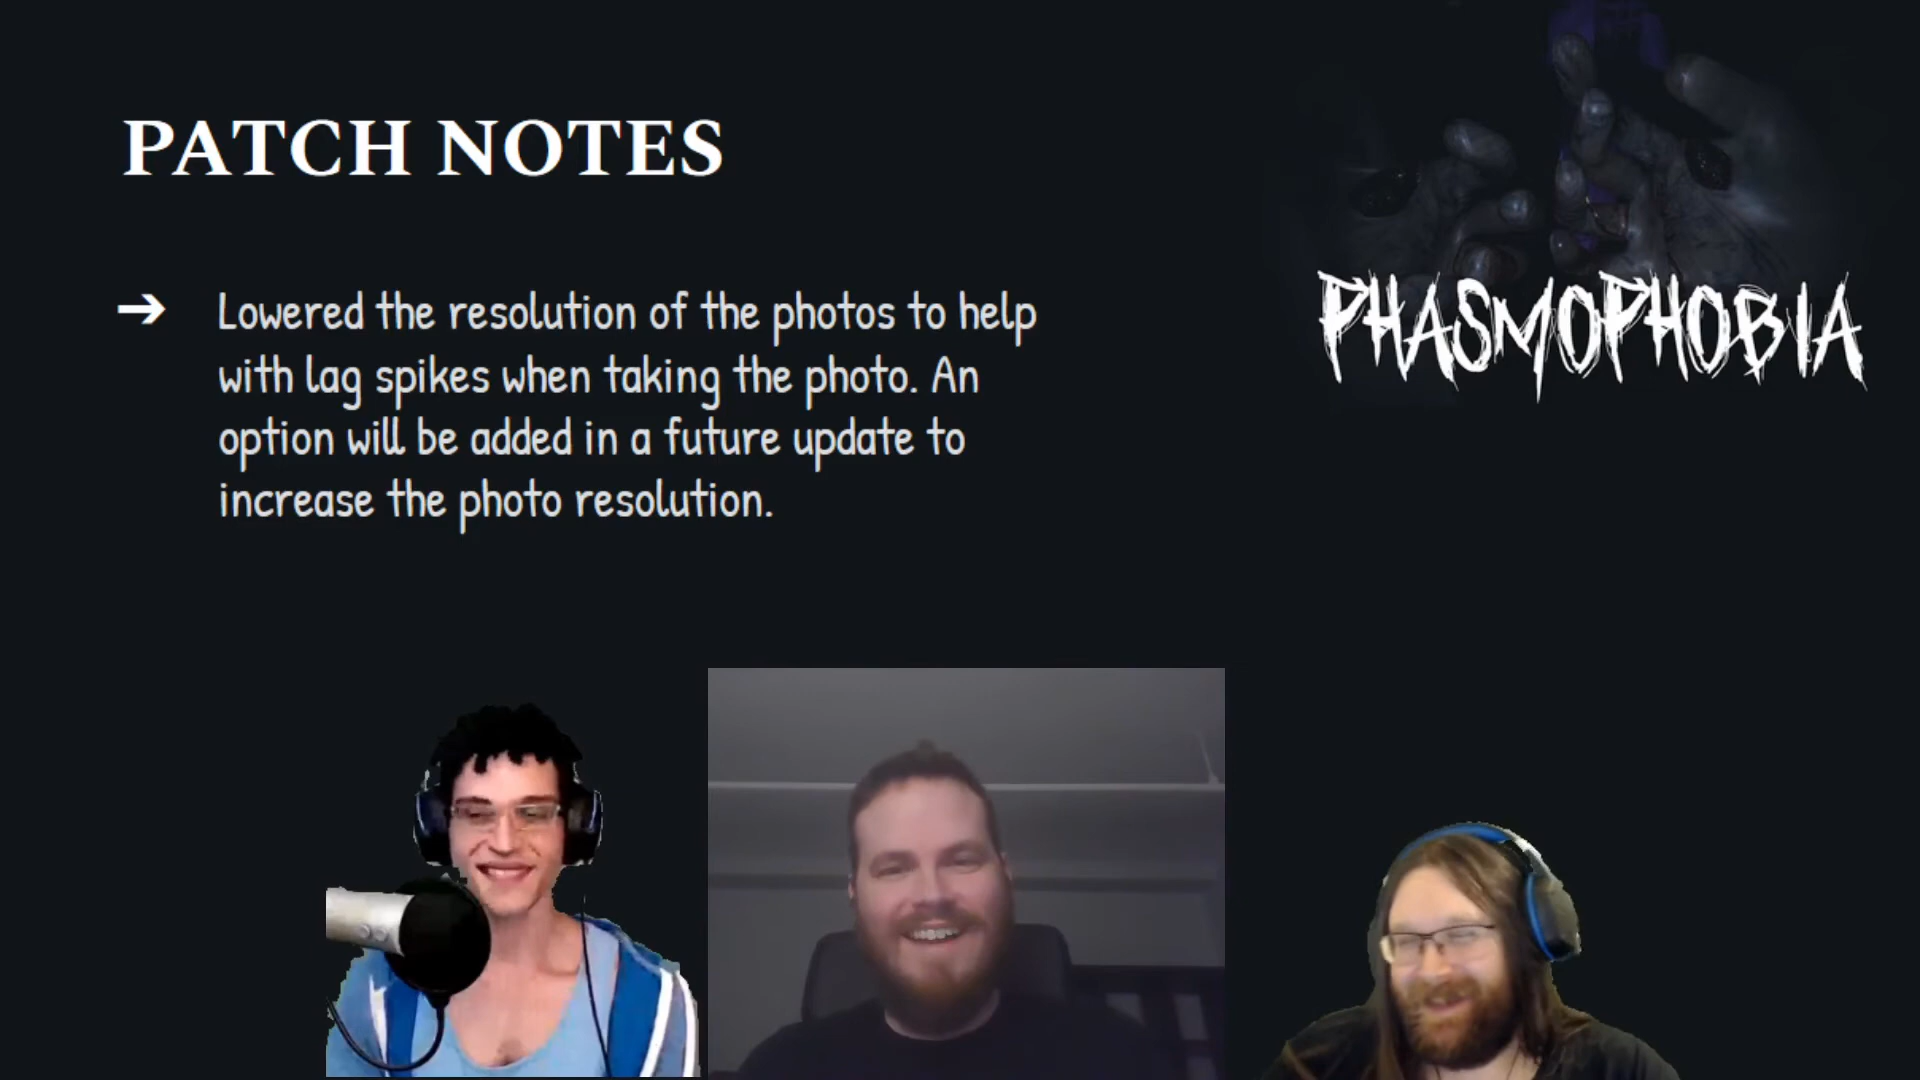 PATCH NOTES
➔ Lowered the resolution of the photos to help
with lag spikes when taking the photo. An
option will be added in a future update to
increase the photo resolution.
PHASMOPHOBIA